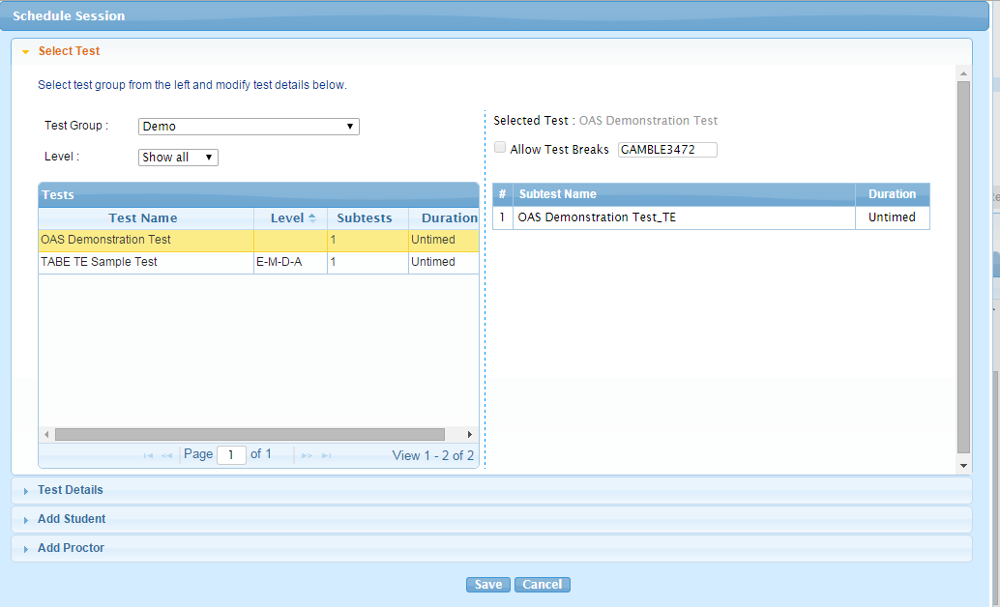 Schedule Session
Select Test
Select test group from the left and modify test details below.
Test Group : Demo
Level : Show all
Tests
Test Name Level Subtests Duration
OAS Demonstration Test 1 Untimed
TABE TE Sample Test E-M-D-A 1 Untimed
Page 1 of 1 View 1 - 2 of 2
Selected Test : OAS Demonstration Test
Allow Test Breaks GAMBLE3472
# Subtest Name Duration
1 OAS Demonstration Test_TE Untimed
Test Details
Add Student
Add Proctor
Save Cancel